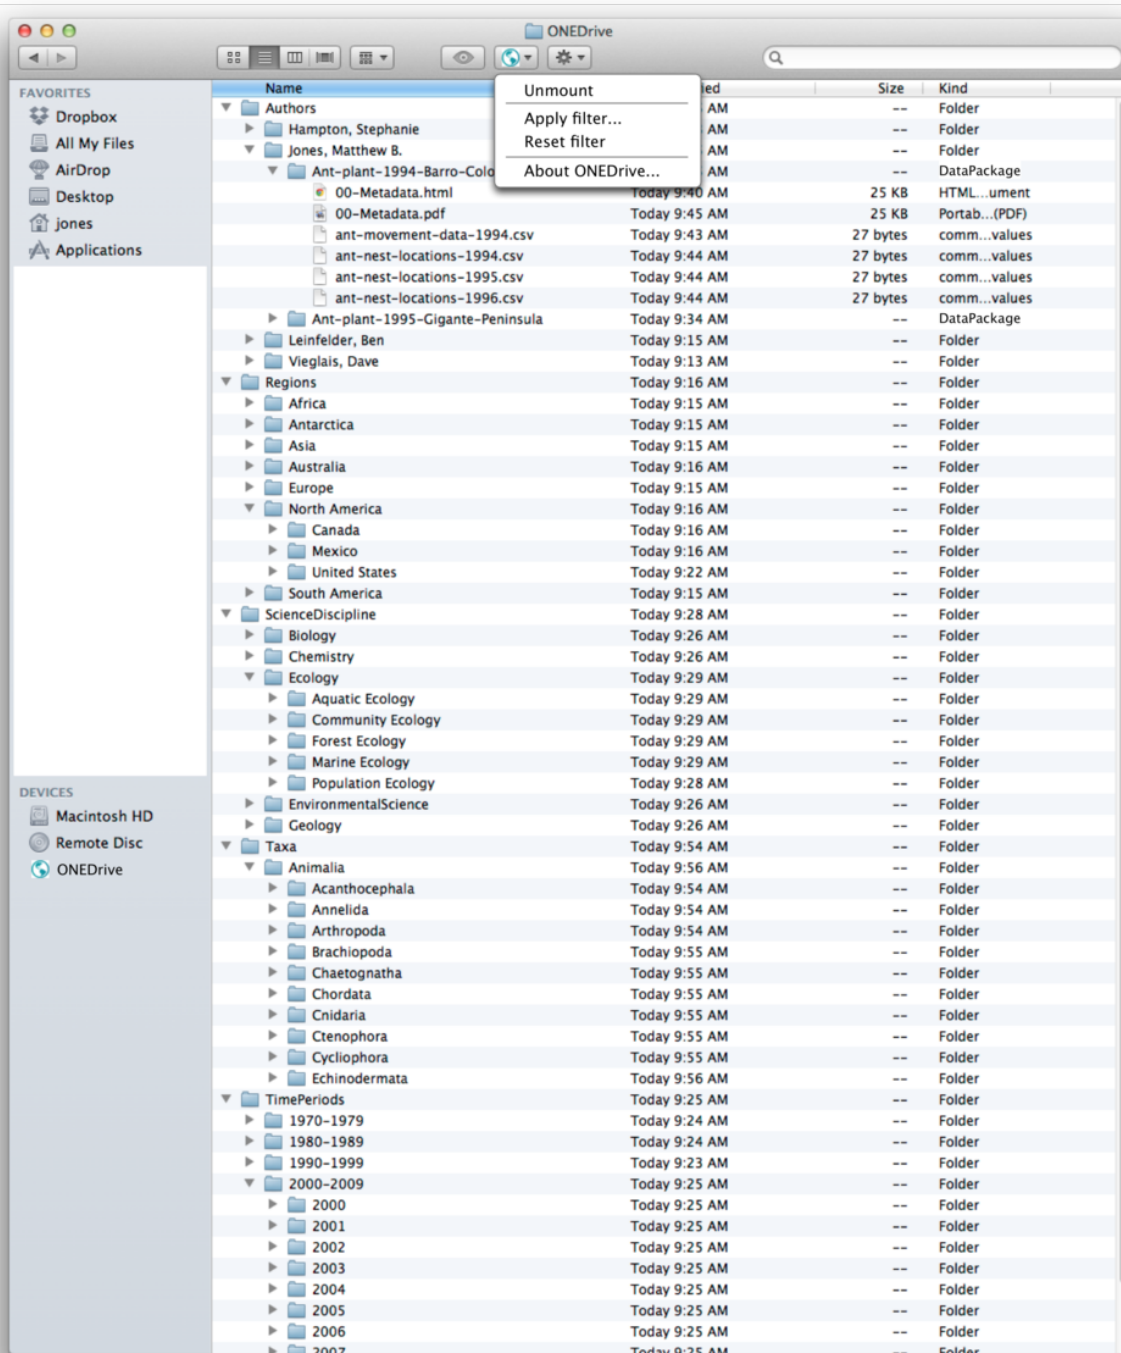 ONEDrive
Name ied Size Kind
FAVORITES
Dropbox
All My Files
AirDrop
Desktop
jones
Applications
DEVICES
Macintosh HD
Remote Disc
ONEDrive
Unmount
Apply filter...
Reset filter
About ONEDrive...
Authors AM -- Folder
Hampton, Stephanie AM -- Folder
Jones, Matthew B. AM -- Folder
Ant-plant-1994-Barro-Colo AM -- DataPackage
00-Metadata.html Today 9:40 AM 25 KB HTML...ument
00-Metadata.pdf Today 9:45 AM 25 KB Portab...(PDF)
ant-movement-data-1994.csv Today 9:43 AM 27 bytes comm...values
ant-nest-locations-1994.csv Today 9:44 AM 27 bytes comm...values
ant-nest-locations-1995.csv Today 9:44 AM 27 bytes comm...values
ant-nest-locations-1996.csv Today 9:44 AM 27 bytes comm...values
Ant-plant-1995-Gigante-Peninsula Today 9:34 AM -- DataPackage
Leinfelder, Ben Today 9:15 AM -- Folder
Vieglais, Dave Today 9:13 AM -- Folder
Regions Today 9:16 AM -- Folder
Africa Today 9:15 AM -- Folder
Antarctica Today 9:15 AM -- Folder
Asia Today 9:15 AM -- Folder
Australia Today 9:16 AM -- Folder
Europe Today 9:15 AM -- Folder
North America Today 9:16 AM -- Folder
Canada Today 9:16 AM -- Folder
Mexico Today 9:16 AM -- Folder
United States Today 9:22 AM -- Folder
South America Today 9:15 AM -- Folder
ScienceDiscipline Today 9:28 AM -- Folder
Biology Today 9:26 AM -- Folder
Chemistry Today 9:26 AM -- Folder
Ecology Today 9:29 AM -- Folder
Aquatic Ecology Today 9:29 AM -- Folder
Community Ecology Today 9:29 AM -- Folder
Forest Ecology Today 9:29 AM -- Folder
Marine Ecology Today 9:29 AM -- Folder
Population Ecology Today 9:28 AM -- Folder
EnvironmentalScience Today 9:26 AM -- Folder
Geology Today 9:26 AM -- Folder
Taxa Today 9:54 AM -- Folder
Animalia Today 9:56 AM -- Folder
Acanthocephala Today 9:54 AM -- Folder
Annelida Today 9:54 AM -- Folder
Arthropoda Today 9:54 AM -- Folder
Brachiopoda Today 9:55 AM -- Folder
Chaetognatha Today 9:55 AM -- Folder
Chordata Today 9:55 AM -- Folder
Cnidaria Today 9:55 AM -- Folder
Ctenophora Today 9:55 AM -- Folder
Cycliophora Today 9:55 AM -- Folder
Echinodermata Today 9:56 AM -- Folder
TimePeriods Today 9:25 AM -- Folder
1970-1979 Today 9:24 AM -- Folder
1980-1989 Today 9:24 AM -- Folder
1990-1999 Today 9:23 AM -- Folder
2000-2009 Today 9:25 AM -- Folder
2000 Today 9:25 AM -- Folder
2001 Today 9:25 AM -- Folder
2002 Today 9:25 AM -- Folder
2003 Today 9:25 AM -- Folder
2004 Today 9:25 AM -- Folder
2005 Today 9:25 AM -- Folder
2006 Today 9:25 AM -- Folder
2007 Today 9:25 AM -- Folder